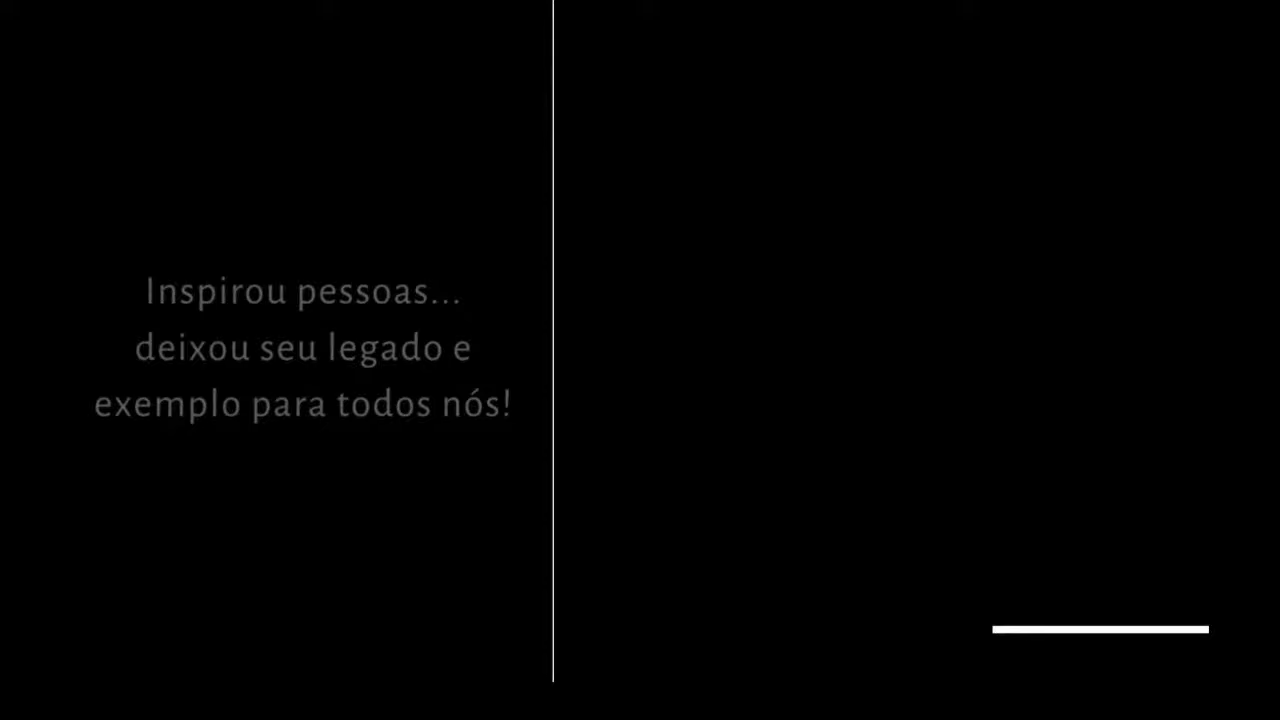 Inspirou pessoas...
deixou seu legado e
exemplo para todos nós!